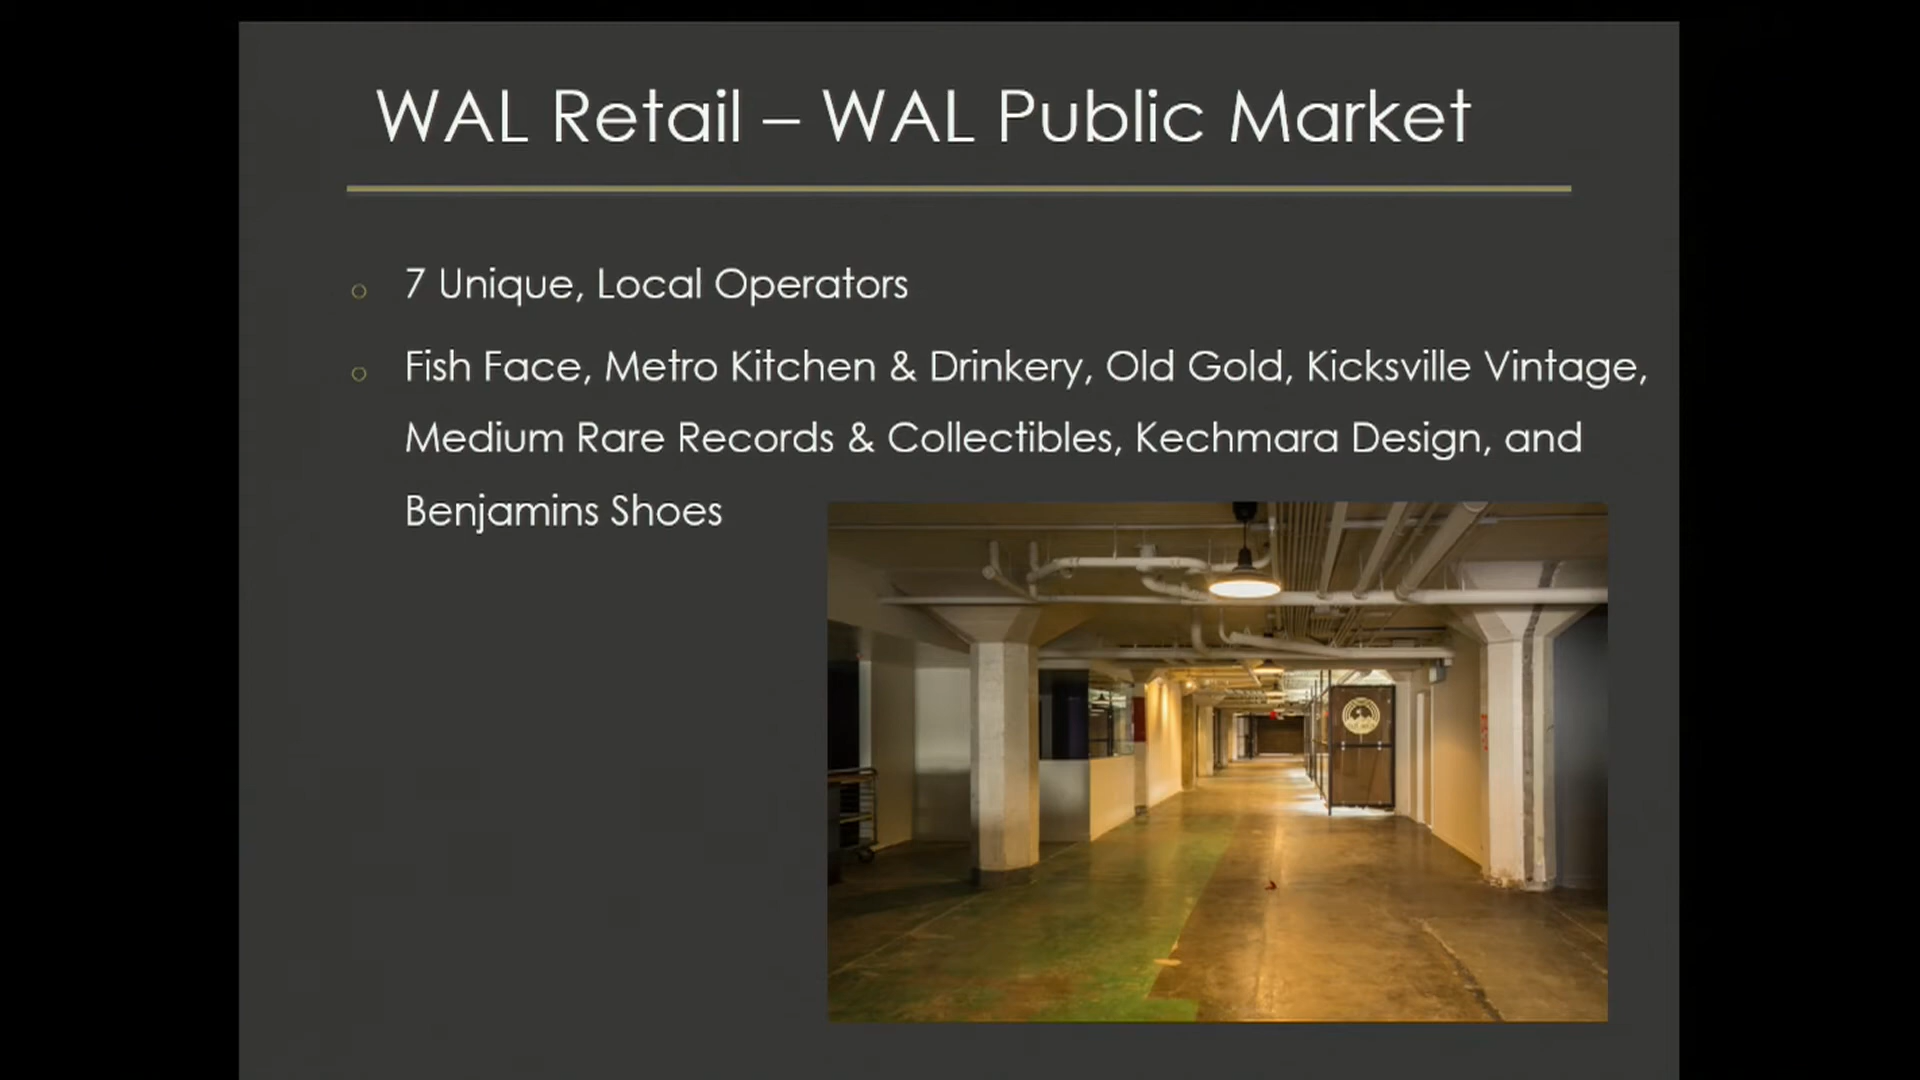 WAL Retail – WAL Public Market
7 Unique, Local Operators
Fish Face, Metro Kitchen & Drinkery, Old Gold, Kicksville Vintage,
Medium Rare Records & Collectibles, Kechmara Design, and
Benjamins Shoes